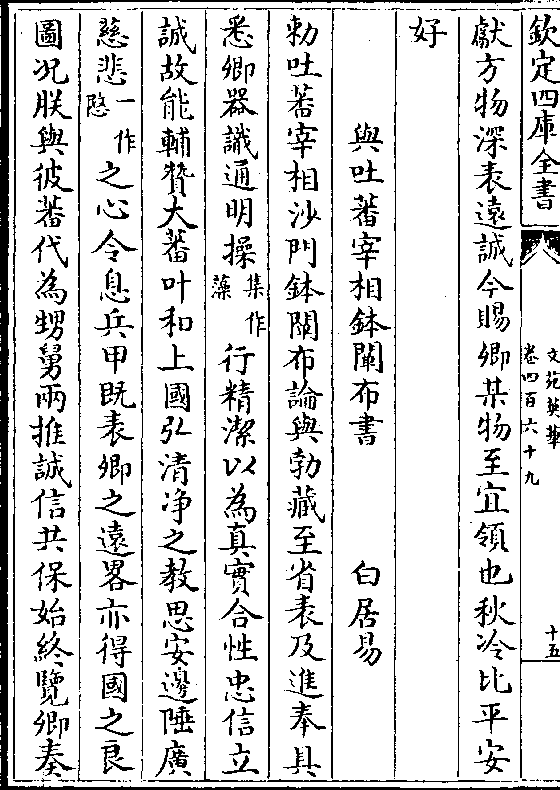 欽定四庫全書
文苑英華
卷四百六十九
十五
獻方物深表遠誠今賜卿某物至宜領也秋冷比平安
好
與吐蕃宰相鉢闡布書 白居易
勅吐蕃宰相沙門鉢闡布論與勃藏至省表及進奉具
悉卿器識通明操集作藻行精潔以為真實合性忠信立
誠故能輔贊大蕃叶和上國弘清浄之教思安邊陲廣
慈悲一作愍之心令息兵甲既表卿之遠畧亦得國之良
圖况朕與彼蕃代為甥舅兩推誠信共保始終覽卿奏